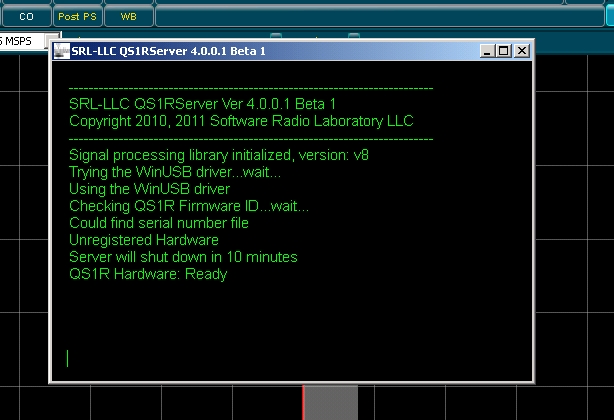 CO Post PS WB
5 MSPS
SRL-LLC QS1RServer 4.0.0.1 Beta 1
--------------------------------------------------------------------------------
SRL-LLC QS1RServer Ver 4.0.0.1 Beta 1
Copyright 2010, 2011 Software Radio Laboratory LLC
--------------------------------------------------------------------------------
Signal processing library initialized, version: v8
Trying the WinUSB driver...wait...
Using the WinUSB driver
Checking QS1R Firmware ID...wait...
Could find serial number file
Unregistered Hardware
Server will shut down in 10 minutes
QS1R Hardware: Ready